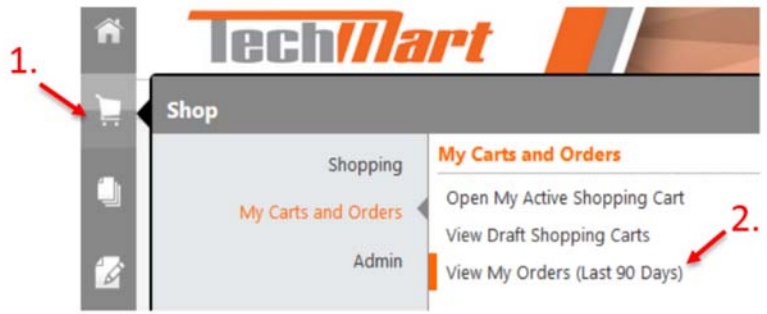 TechMart
1.
Shop
Shopping
My Carts and Orders
Admin
My Carts and Orders
Open My Active Shopping Cart
View Draft Shopping Carts
View My Orders (Last 90 Days)
2.